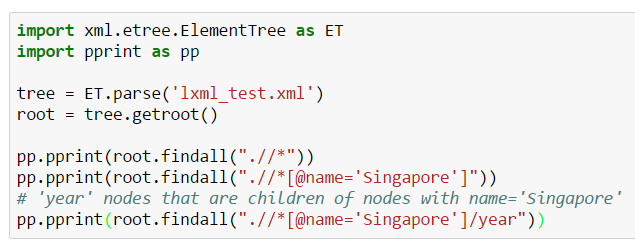 import xml.etree.ElementTree as ET
import pprint as pp
tree = ET.parse('lxml_test.xml')
root = tree.getroot()
pp.pprint(root.findall(".//*"))
pp.pprint(root.findall(".//*[@name='Singapore']"))
# 'year' nodes that are children of nodes with name='Singapore'
pp.pprint(root.findall(".//*[@name='Singapore']/year"))